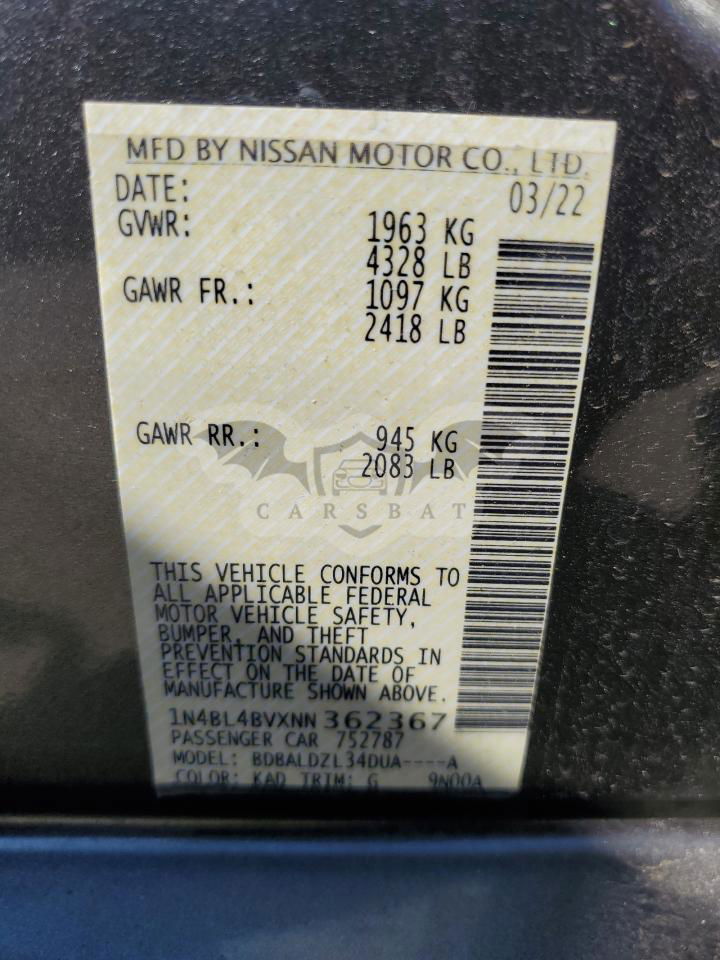 MFD BY NISSAN MOTOR CO., LTD.
DATE: 03/22
GVWR: 1963 KG
4328 LB
GAWR FR.: 1097 KG
2418 LB
GAWR RR.: 945 KG
2083 LB
CARSBAT
THIS VEHICLE CONFORMS TO
ALL APPLICABLE FEDERAL
MOTOR VEHICLE SAFETY,
BUMPER, AND THEFT
PREVENTION STANDARDS IN
EFFECT ON THE DATE OF
MANUFACTURE SHOWN ABOVE.
1N4BL4BVXNN362367
PASSENGER CAR 752787
MODEL: BDBALDZL34DUA----A
COLOR: KAD TRIM: G 9N00A